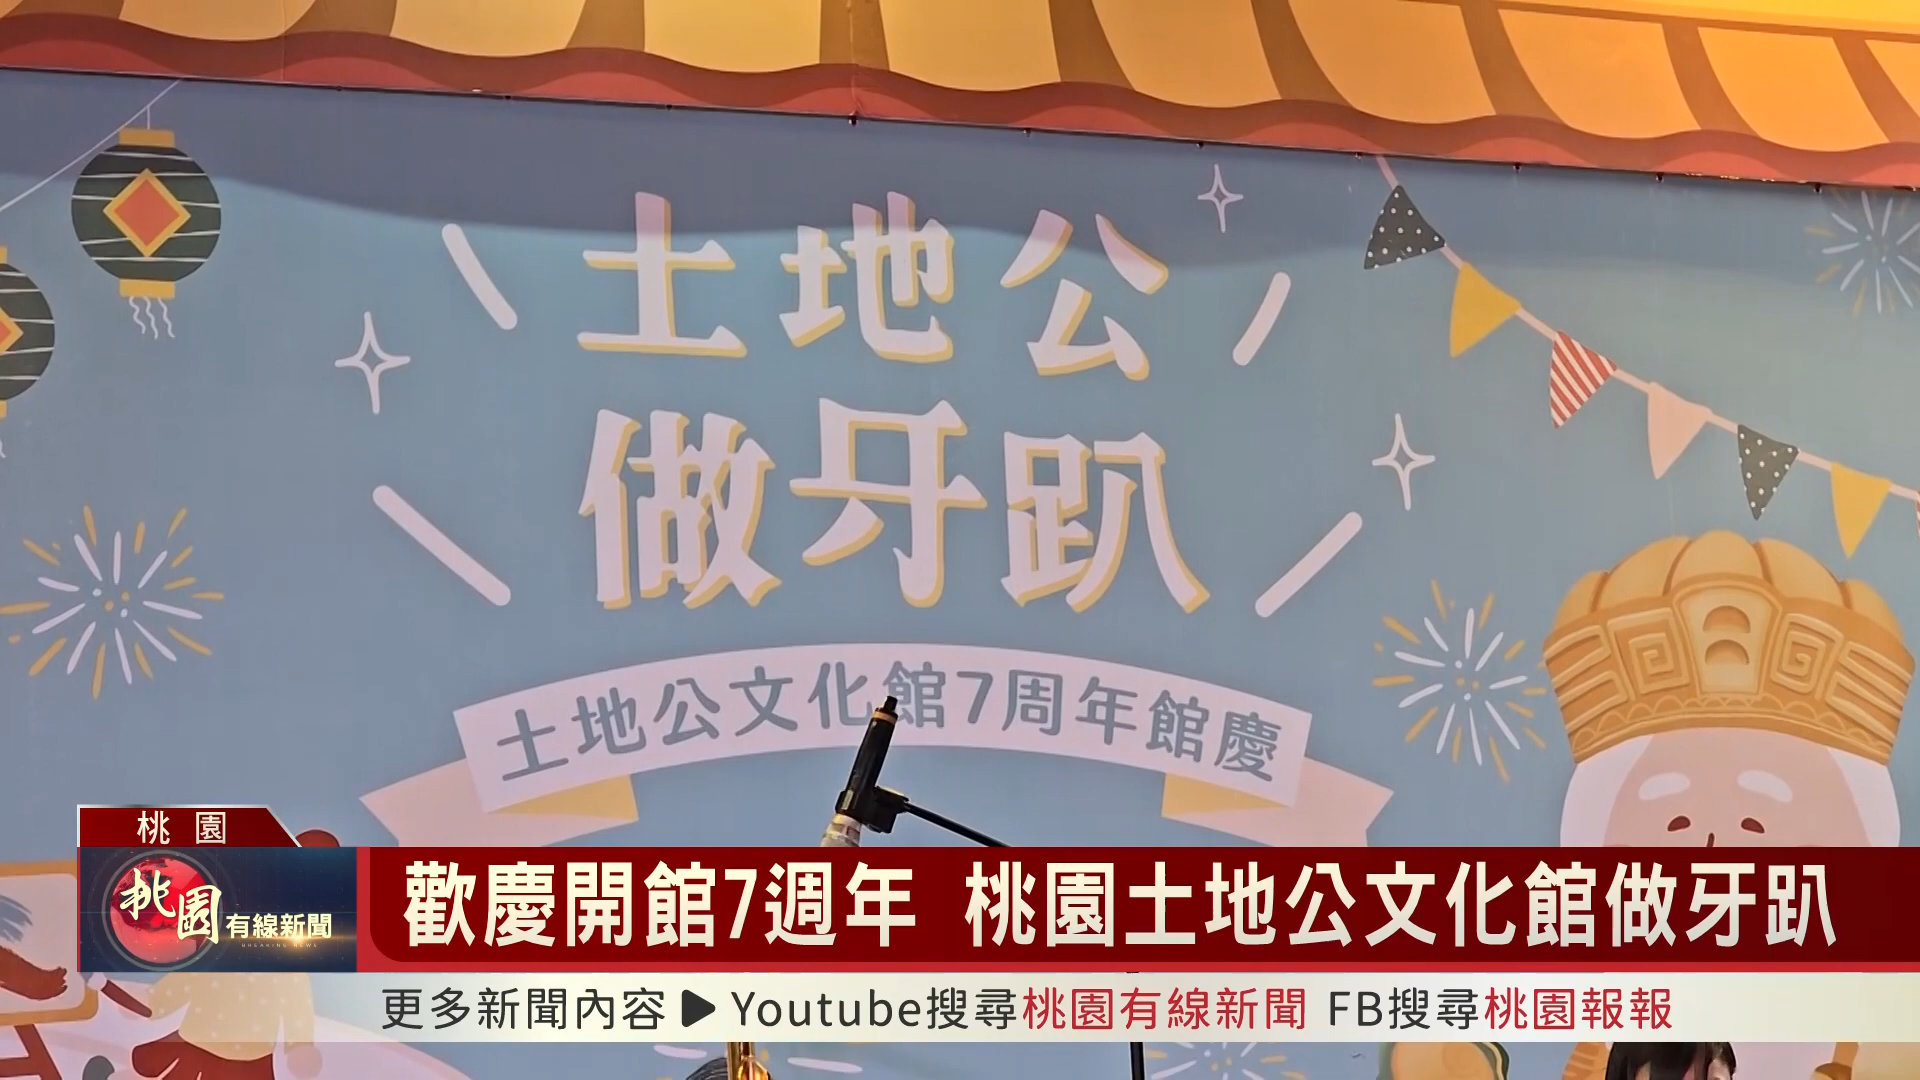 土地公
做牙趴
土地公文化館7周年館慶
桃園
桃園有線新聞
BREAKING NEWS
歡慶開館7週年 桃園土地公文化館做牙趴
更多新聞內容▶Youtube搜尋桃園有線新聞 FB搜尋桃園報報